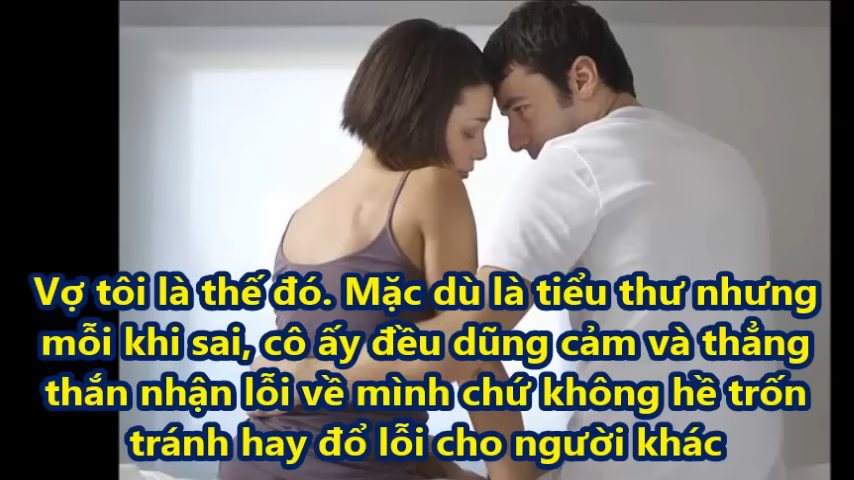 Vợ tôi là thế đó. Mặc dù là tiểu thư nhưng
mỗi khi sai, cô ấy đều dũng cảm và thẳng
thắn nhận lỗi về mình chứ không hề trốn
tránh hay đổ lỗi cho người khác